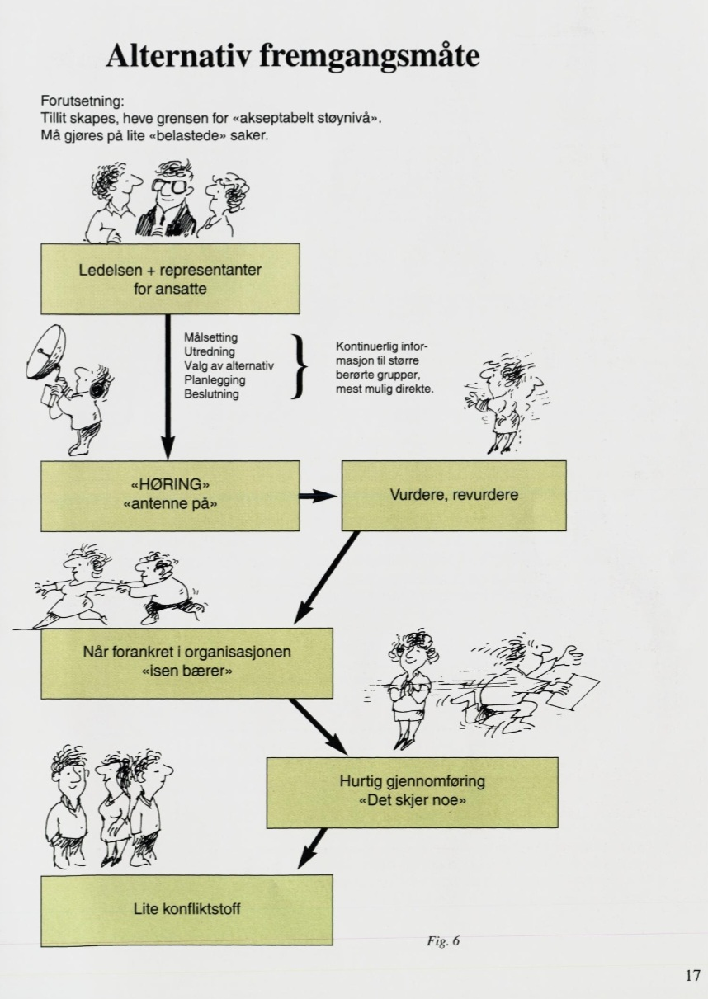 Alternativ fremgangsmåte
Forutsetning:
Tillit skapes, heve grensen for «akseptabelt støynivå».
Må gjøres på lite «belastede» saker.
Ledelsen + representanter
for ansatte
Målsetting
Utredning
Valg av alternativ
Planlegging
Beslutning
Kontinuerlig infor-
masjon til større
berørte grupper,
mest mulig direkte.
«HØRING»
«antenne på»
Vurdere, revurdere
Når forankret i organisasjonen
«isen bærer»
Hurtig gjennomføring
«Det skjer noe»
Lite konfliktstoff
Fig. 6
17